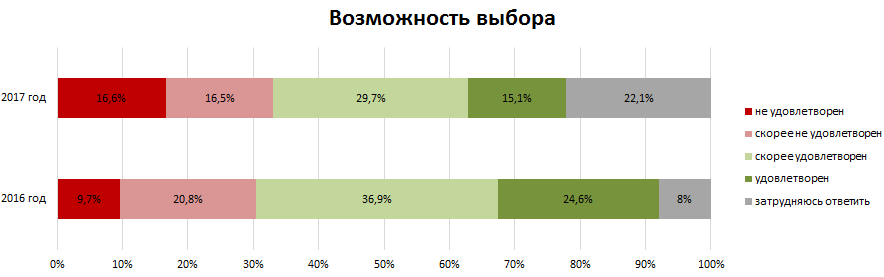 Возможность выбора
2017 год
16,6% 16,5% 29,7% 15,1% 22,1%
2016 год
9,7% 20,8% 36,9% 24,6% 8%
0% 10% 20% 30% 40% 50% 60% 70% 80% 90% 100%
не удовлетворен
скорее не удовлетворен
скорее удовлетворен
удовлетворен
затрудняюсь ответить